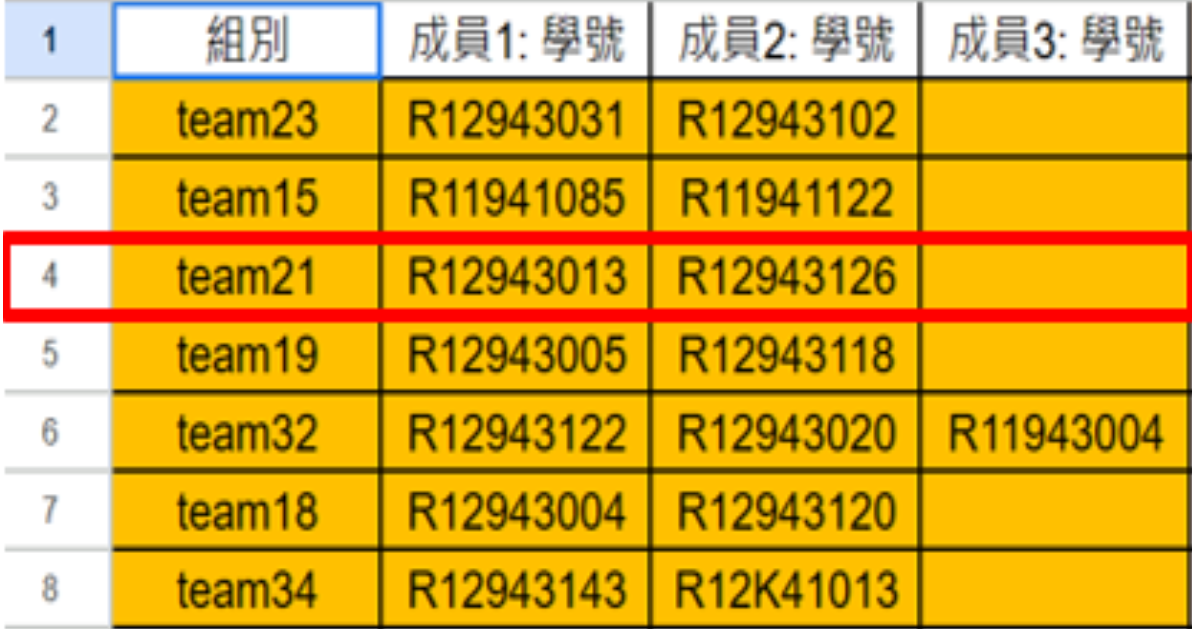 1 組別 成員1: 學號 成員2: 學號 成員3: 學號
2 team23 R12943031 R12943102
3 team15 R11941085 R11941122
4 team21 R12943013 R12943126
5 team19 R12943005 R12943118
6 team32 R12943122 R12943020 R11943004
7 team18 R12943004 R12943120
8 team34 R12943143 R12K41013